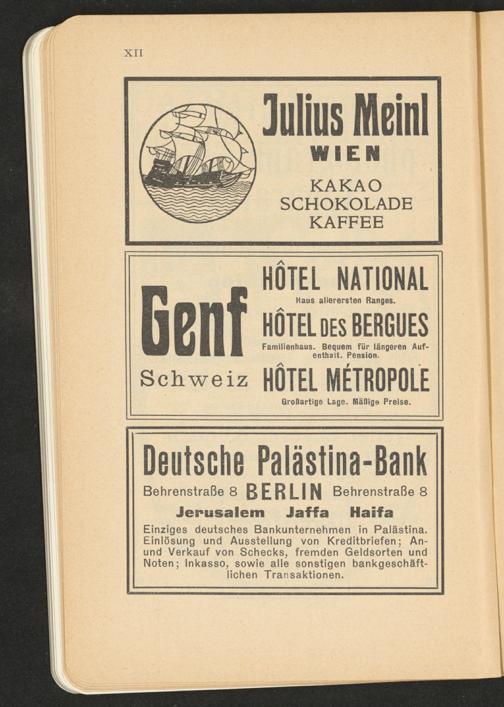 XII
Julius Meinl
WIEN
KAKAO
SCHOKOLADE
KAFFEE
Genf
Schweiz
HÔTEL NATIONAL
Haus allerersten Ranges.
HÔTEL DES BERGUES
Familienhaus. Bequem für längeren Auf-
enthalt. Pension.
HÔTEL MÉTROPOLE
Großartige Lage. Mäßige Preise.
Deutsche Palästina-Bank
Behrenstraße 8 BERLIN Behrenstraße 8
Jerusalem Jaffa Haifa
Einziges deutsches Bankunternehmen in Palästina.
Einlösung und Ausstellung von Kreditbriefen; An-
und Verkauf von Schecks, fremden Geldsorten und
Noten; Inkasso, sowie alle sonstigen bankgeschäft-
lichen Transaktionen.